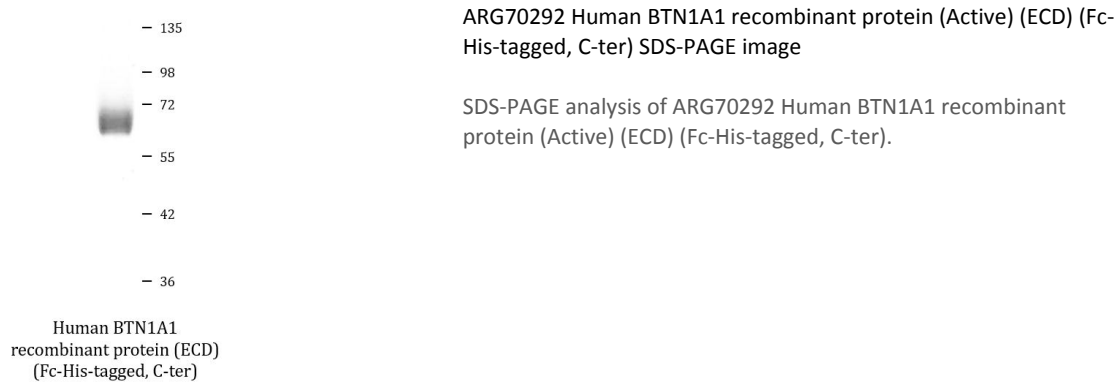 — 135
— 98
— 72
— 55
— 42
— 36
Human BTN1A1
recombinant protein (ECD)
(Fc-His-tagged, C-ter)
ARG70292 Human BTN1A1 recombinant protein (Active) (ECD) (Fc-
His-tagged, C-ter) SDS-PAGE image
SDS-PAGE analysis of ARG70292 Human BTN1A1 recombinant
protein (Active) (ECD) (Fc-His-tagged, C-ter).